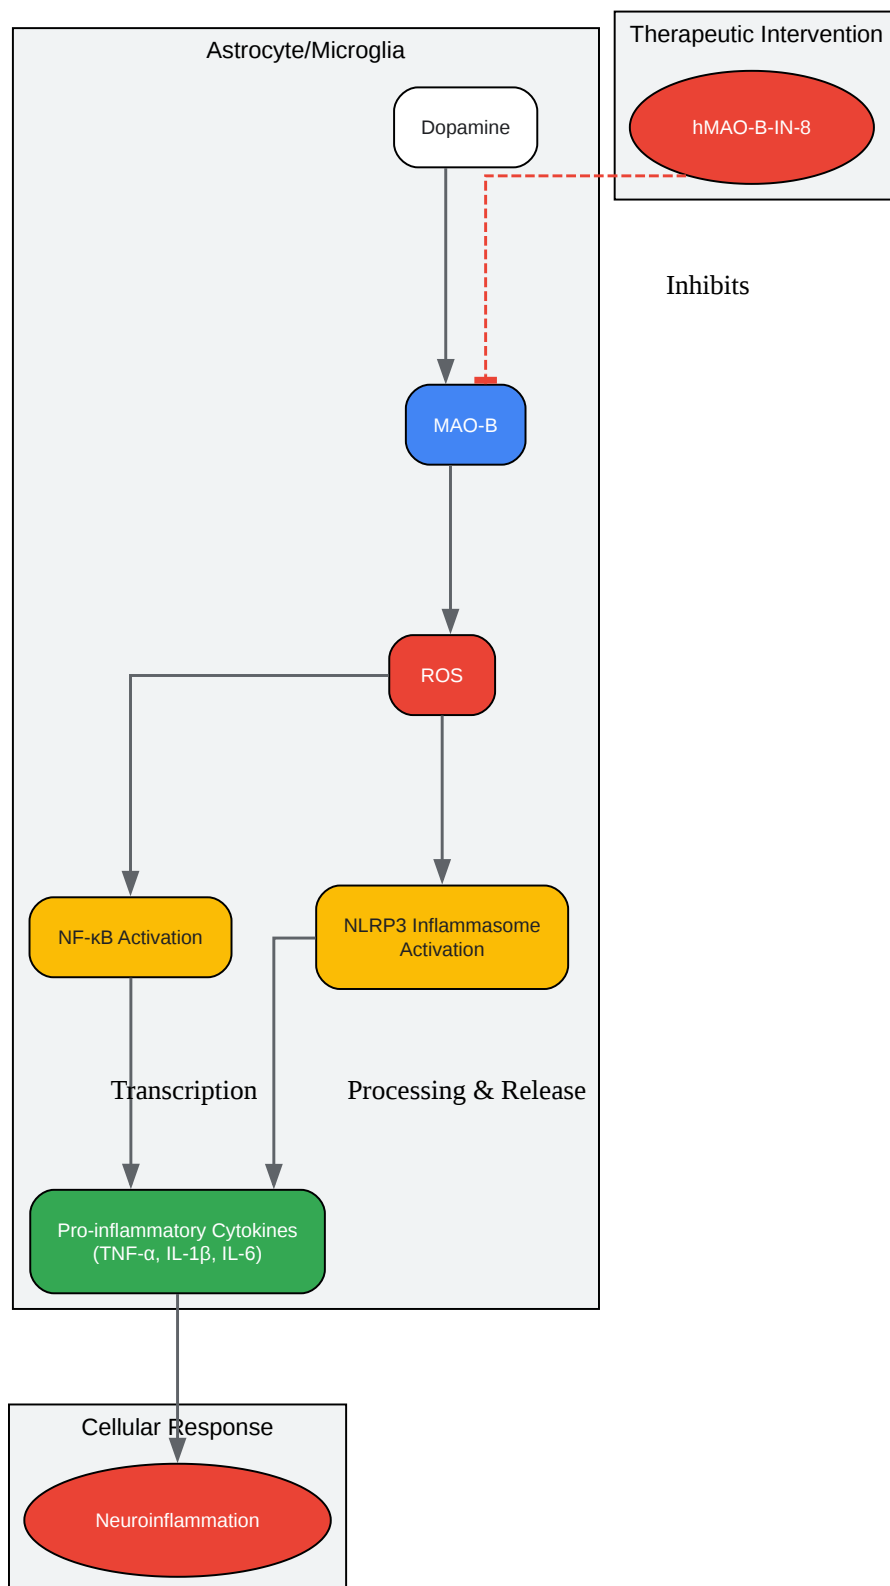 Therapeutic Intervention
hMAO-B-IN-8
Astrocyte/Microglia
Dopamine
Inhibits
MAO-B
ROS
NF-κB Activation
NLRP3 Inflammasome
Activation
Transcription
Processing & Release
Pro-inflammatory Cytokines
(TNF-α, IL-1β, IL-6)
Cellular Response
Neuroinflammation